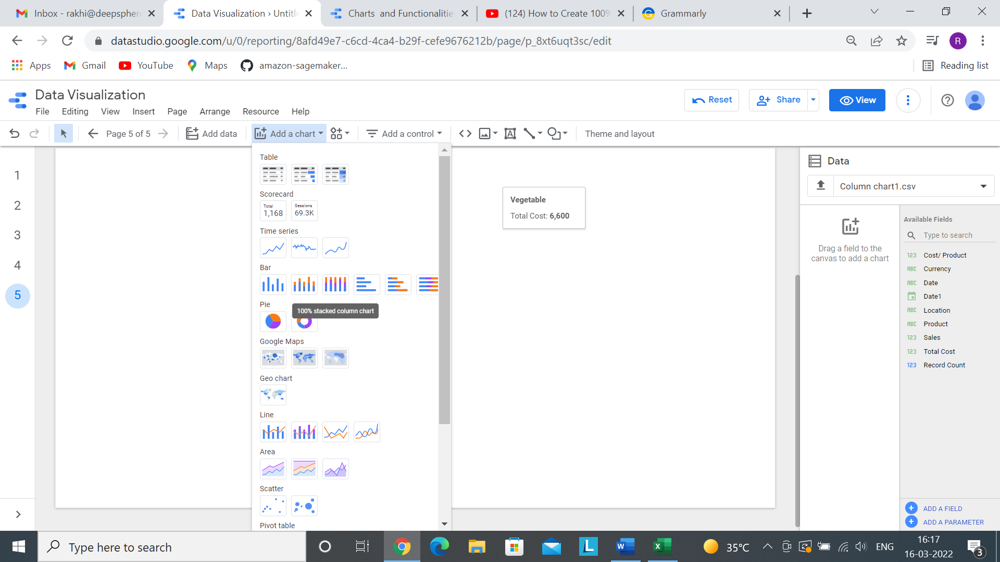 Inbox - rakhi@deepsphere
Data Visualization › Untitle
Charts and Functionalities
(124) How to Create 100%
Grammarly
datastudio.google.com/u/0/reporting/8afd49e7-c6cd-4ca4-b29f-cefe9676212b/page/p_8xt6uqt3sc/edit
R
Apps
Gmail
YouTube
Maps
amazon-sagemaker...
Reading list
Data Visualization
Reset
Share
View
File
Editing
View
Insert
Page
Arrange
Resource
Help
Page 5 of 5
Add data
Add a chart
Add a control
Theme and layout
1
2
3
4
5
Table
Scorecard
Total
1,168
Sessions
69.3K
Time series
Bar
Pie
100% stacked column chart
Google Maps
Geo chart
Line
Area
Scatter
Pivot table
Vegetable
Total Cost: 6,600
Data
Column chart1.csv
Drag a field to the
canvas to add a chart
Available Fields
Type to search
123 Cost/ Product
ABC Currency
ABC Date
Date1
ABC Location
ABC Product
123 Sales
123 Total Cost
123 Record Count
ADD A FIELD
ADD A PARAMETER
Type here to search
35°C
ENG
16:17
16-03-2022
3